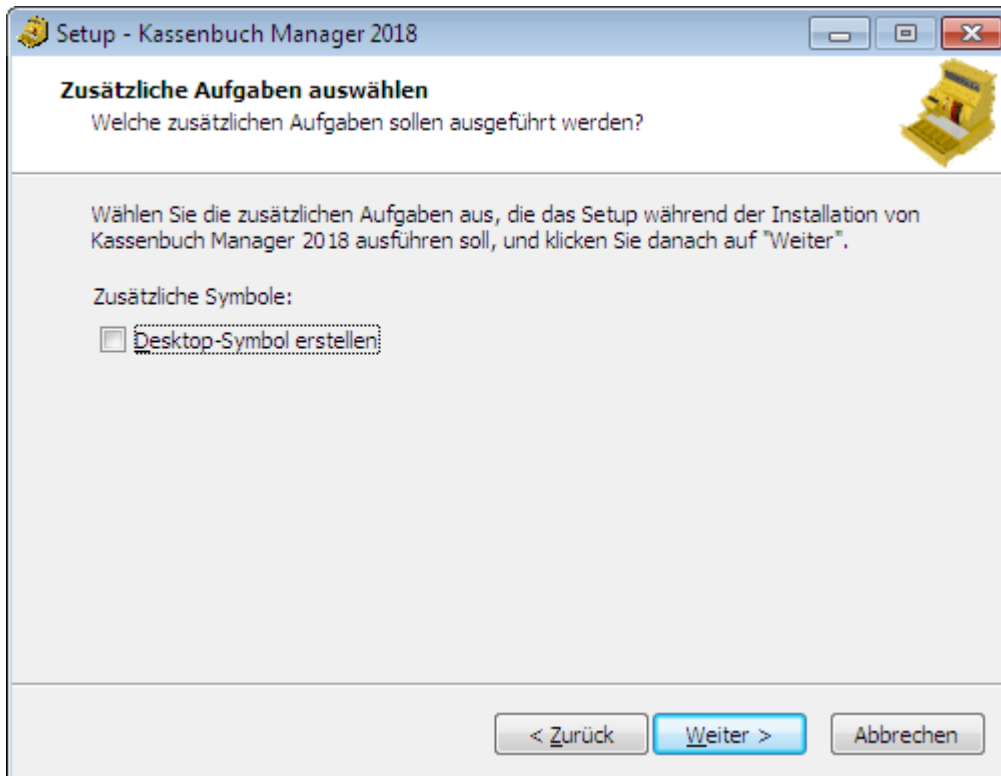 Setup - Kassenbuch Manager 2018
Zusätzliche Aufgaben auswählen
Welche zusätzlichen Aufgaben sollen ausgeführt werden?
Wählen Sie die zusätzlichen Aufgaben aus, die das Setup während der Installation von
Kassenbuch Manager 2018 ausführen soll, und klicken Sie danach auf "Weiter".
Zusätzliche Symbole:
Desktop-Symbol erstellen
< Zurück Weiter > Abbrechen